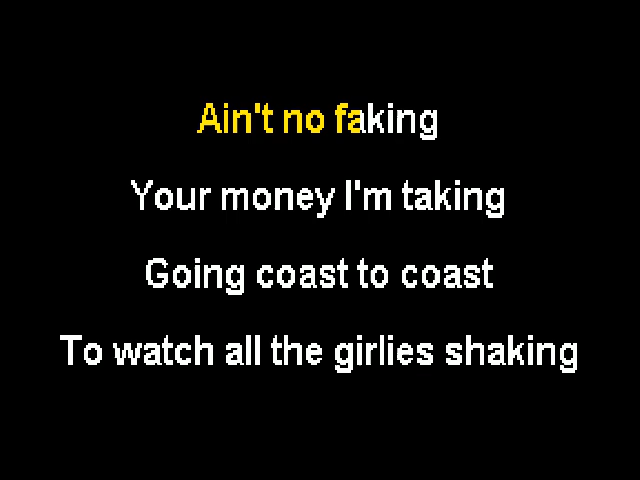 Ain't no faking
Your money I'm taking
Going coast to coast
To watch all the girlies shaking